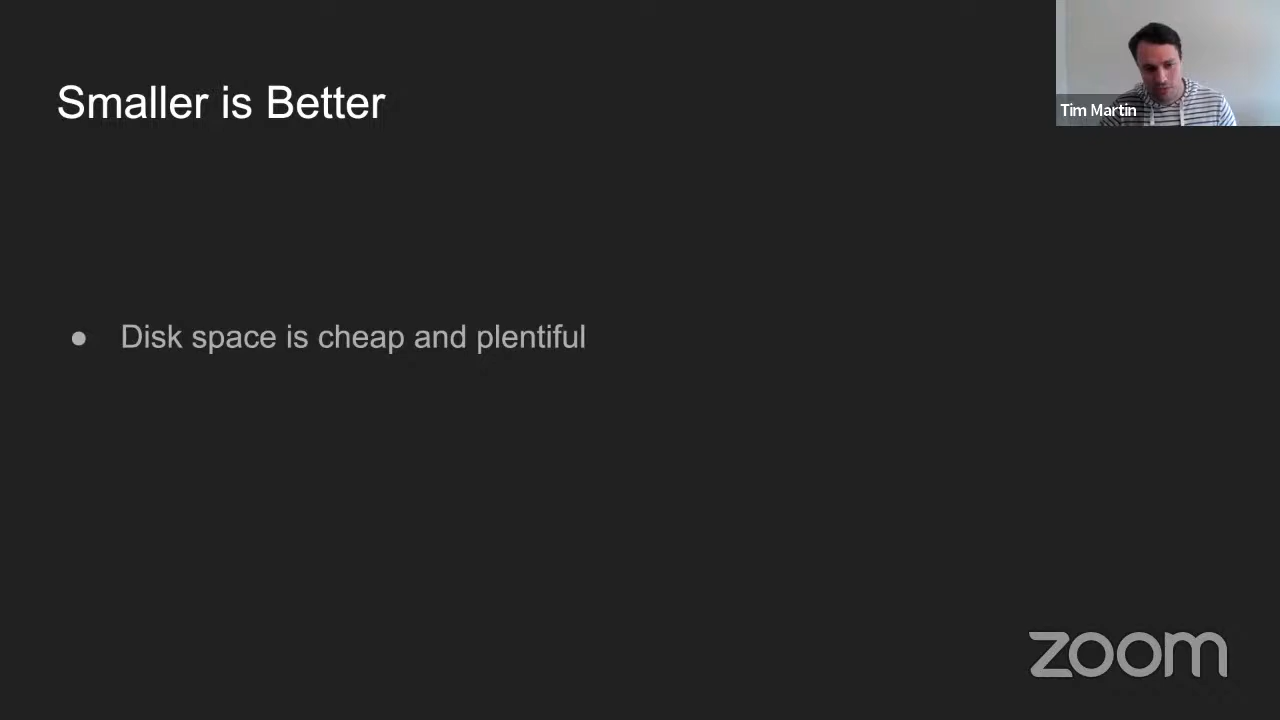 Smaller is Better
Tim Martin
● Disk space is cheap and plentiful
zoom